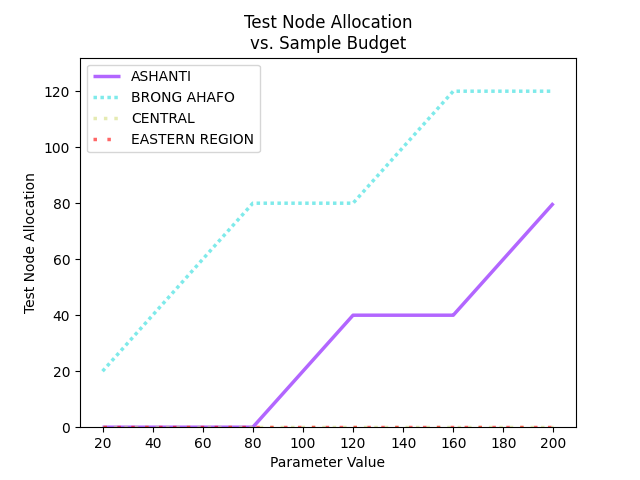 Test Node Allocation
vs. Sample Budget
ASHANTI
BRONG AHAFO
CENTRAL
EASTERN REGION
Test Node Allocation
120
100
80
60
40
20
0
20 40 60 80 100 120 140 160 180 200
Parameter Value